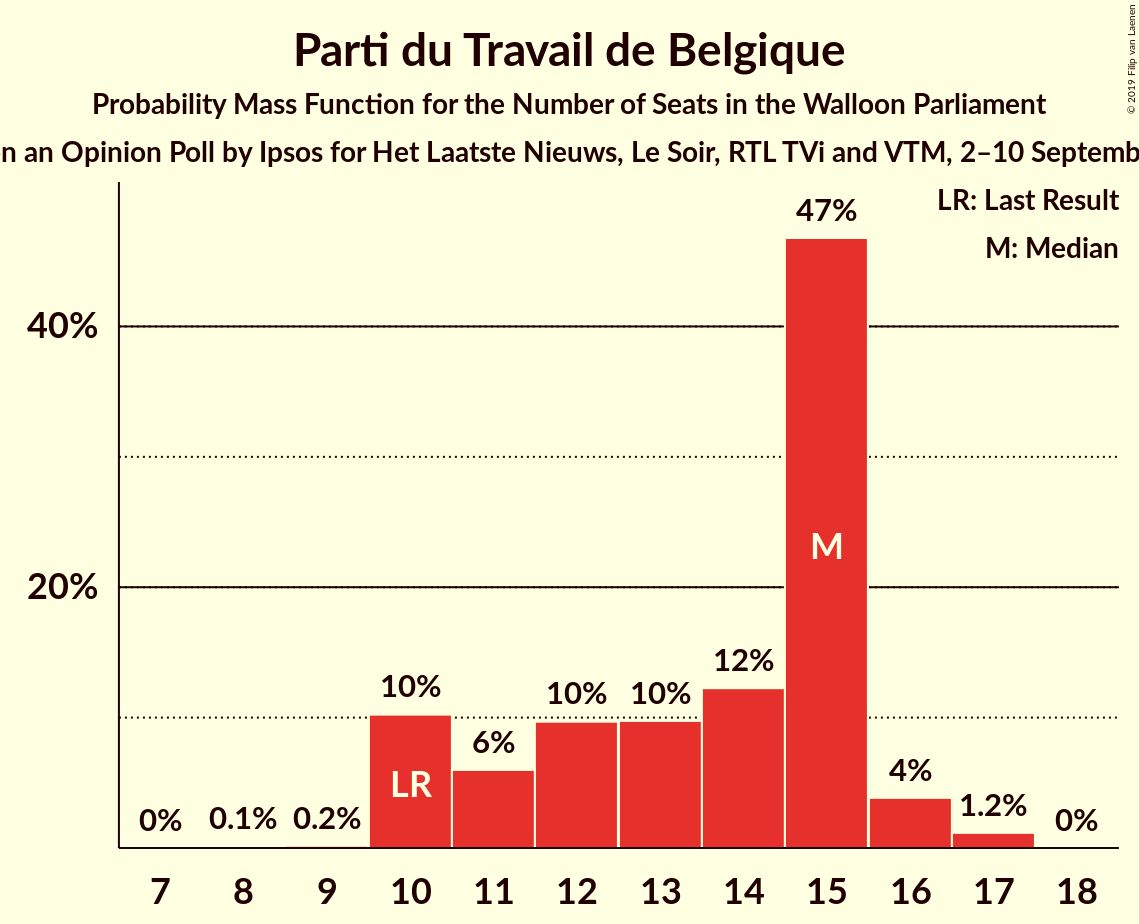 © 2019 Filip van Laenen
Parti du Travail de Belgique
Probability Mass Function for the Number of Seats in the Walloon Parliament
an Opinion Poll by Ipsos for Het Laatste Nieuws, Le Soir, RTL TVi and VTM, 2–10
LR: Last Result
M: Median
47%
40%
M
20%
12%
10%
10%
10%
6%
LR
4%
1.2%
0%
0.1%
0.2%
0%
7 8 9 10 11 12 13 14 15 16 17 18